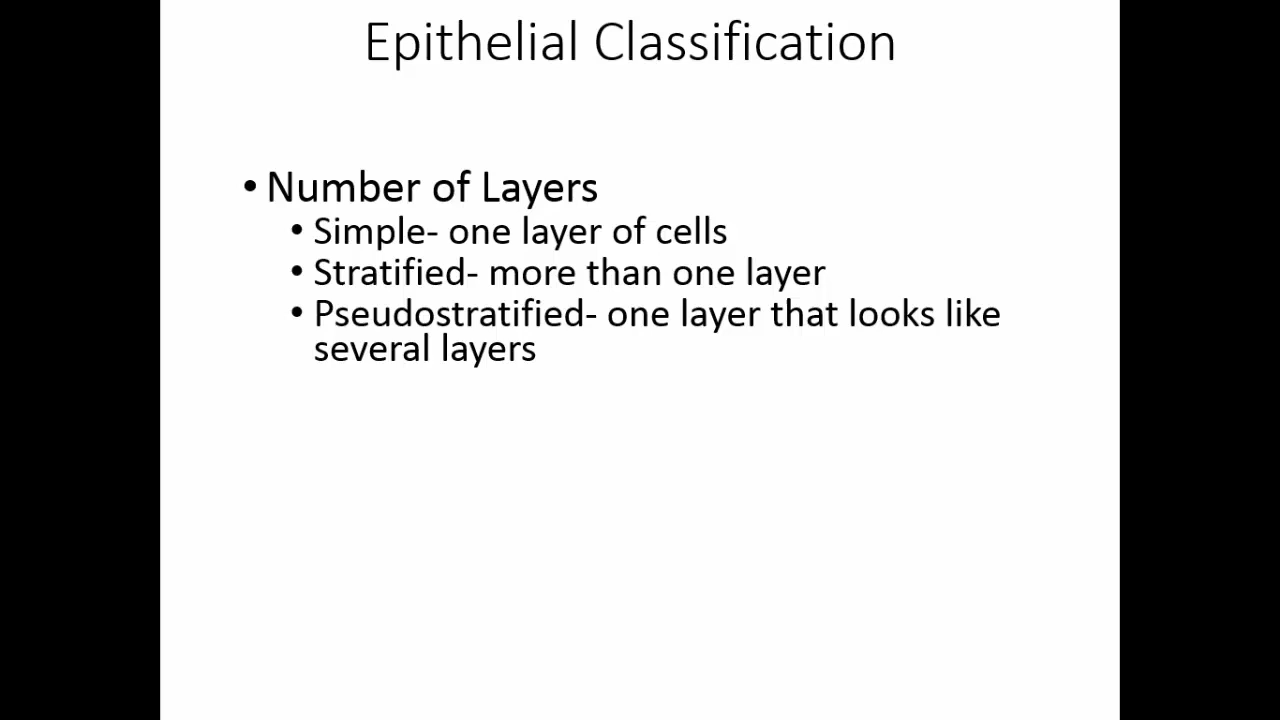 Epithelial Classification
• Number of Layers
• Simple- one layer of cells
• Stratified- more than one layer
• Pseudostratified- one layer that looks like
several layers